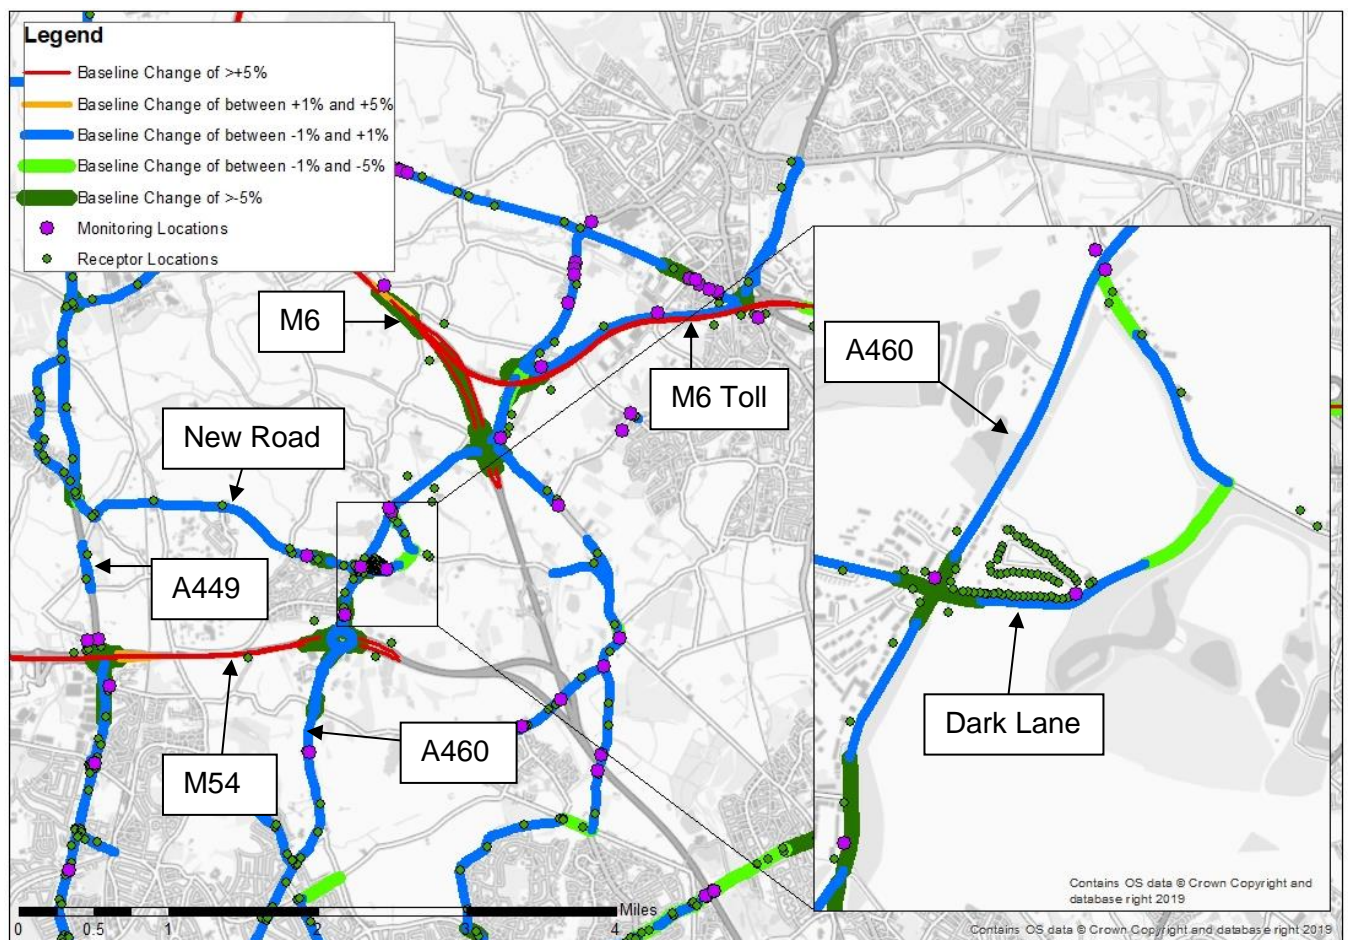 Legend
Baseline Change of >+5%
Baseline Change of between +1% and +5%
Baseline Change of between -1% and +1%
Baseline Change of between -1% and -5%
Baseline Change of >-5%
Monitoring Locations
Receptor Locations
M6
M6 Toll
New Road
A449
M54
A460
A460
Dark Lane
Contains OS data © Crown Copyright and
database right 2019
Miles
0 0.5 1 2 3 4
Contains OS data © Crown Copyright and database right 2019